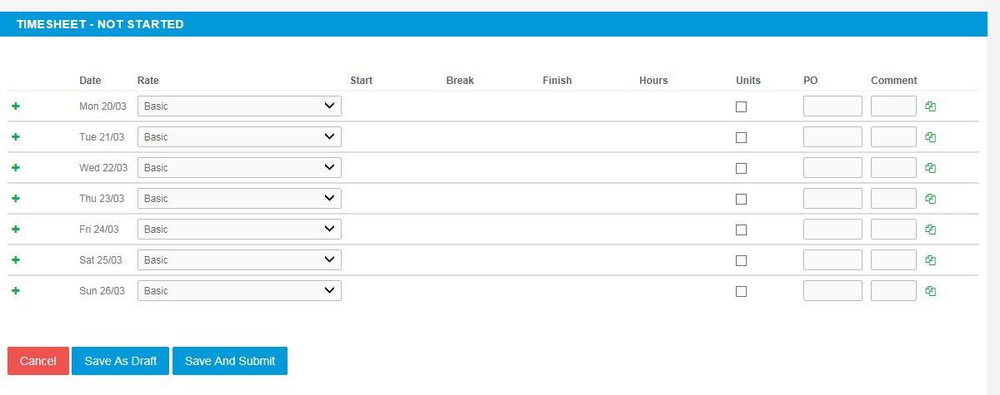 TIMESHEET - NOT STARTED
Date Rate Start Break Finish Hours Units PO Comment
Mon 20/03 Basic
Tue 21/03 Basic
Wed 22/03 Basic
Thu 23/03 Basic
Fri 24/03 Basic
Sat 25/03 Basic
Sun 26/03 Basic
Cancel Save As Draft Save And Submit